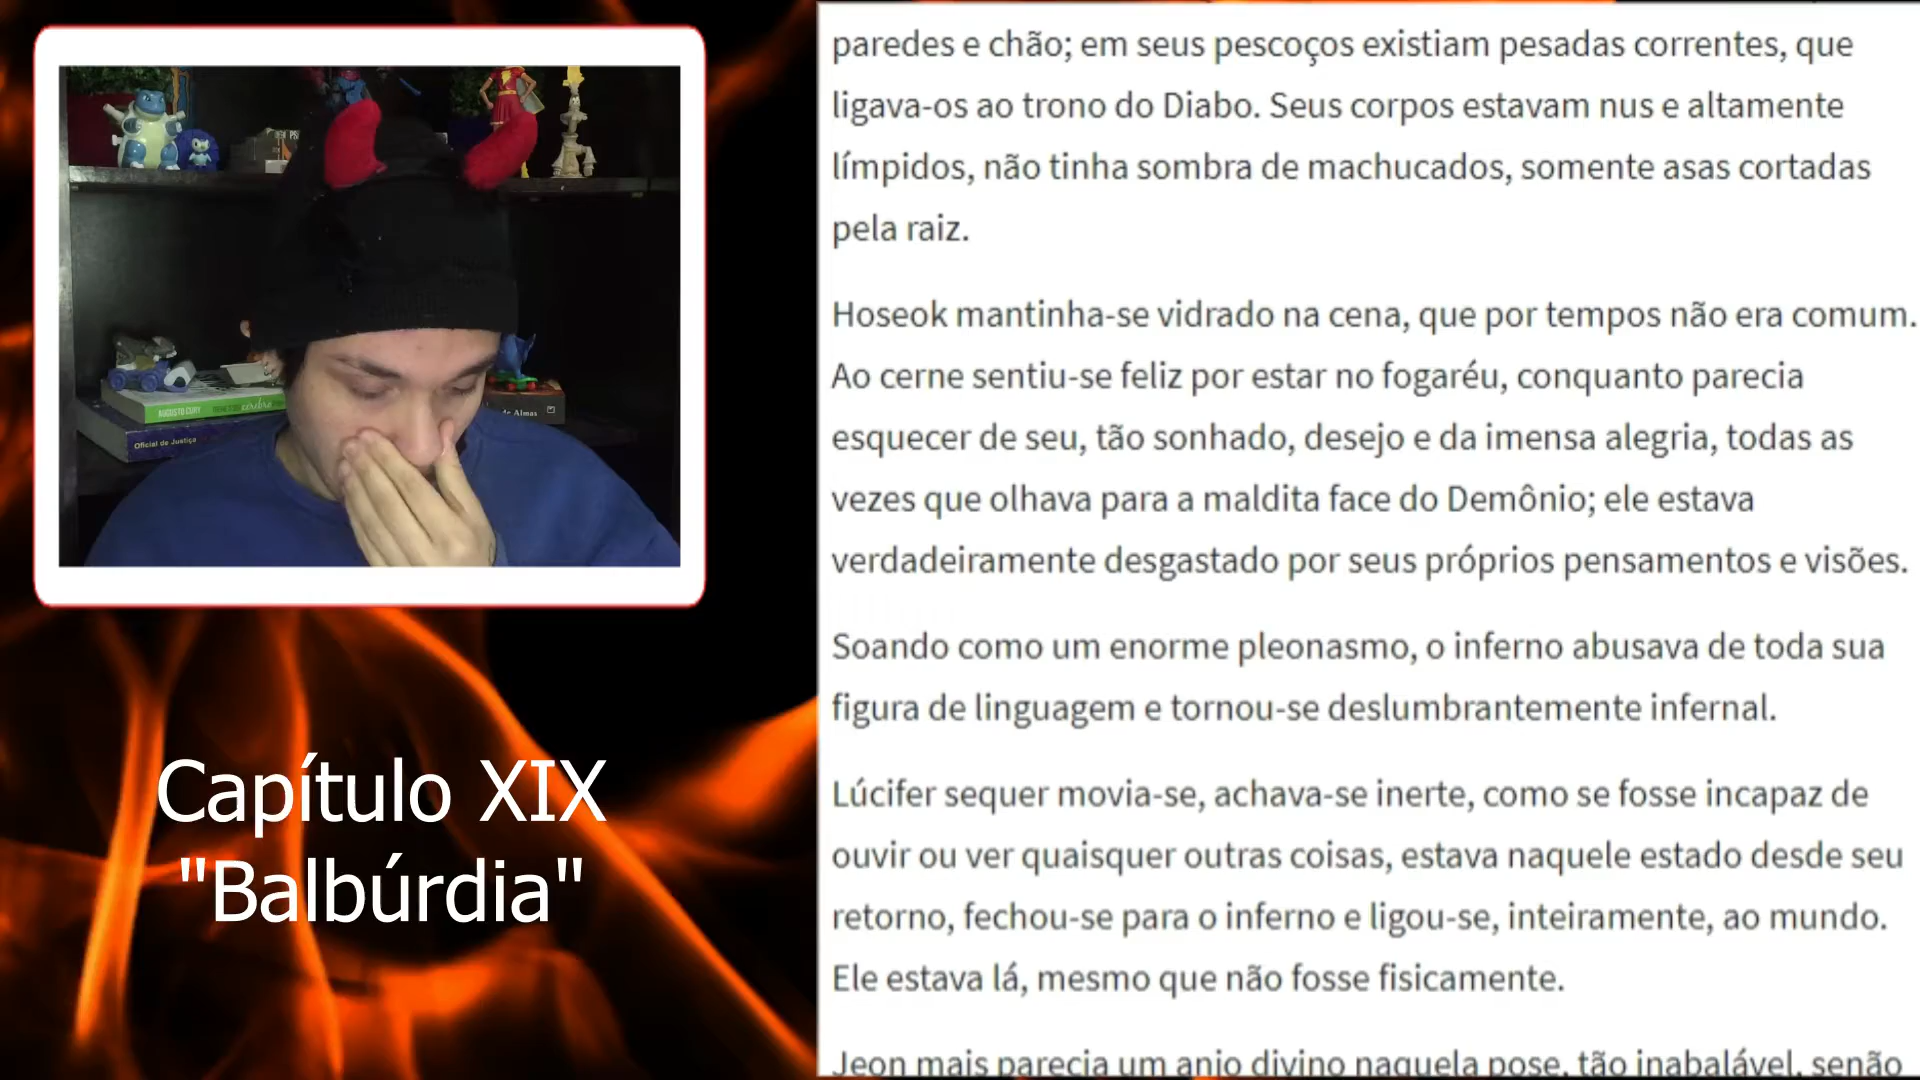 paredes e chão; em seus pescoços existiam pesadas correntes, que
ligava-os ao trono do Diabo. Seus corpos estavam nus e altamente
límpidos, não tinha sombra de machucados, somente asas cortadas
pela raiz.
Hoseok mantinha-se vidrado na cena, que por tempos não era comum.
Ao cerne sentiu-se feliz por estar no fogaréu, conquanto parecia
esquecer de seu, tão sonhado, desejo e da imensa alegria, todas as
vezes que olhava para a maldita face do Demônio; ele estava
verdadeiramente desgastado por seus próprios pensamentos e visões.
Soando como um enorme pleonasmo, o inferno abusava de toda sua
figura de linguagem e tornou-se deslumbrantemente infernal.
Lúcifer sequer movia-se, achava-se inerte, como se fosse incapaz de
ouvir ou ver quaisquer outras coisas, estava naquele estado desde seu
retorno, fechou-se para o inferno e ligou-se, inteiramente, ao mundo.
Ele estava lá, mesmo que não fosse fisicamente.
Jeon mais parecia um anjo divino naquela pose, tão inabalável, senão
AUGUSTO CURY
cérebro
Oficial de Justiça
de Almas
Capítulo XIX
"Balbúrdia"